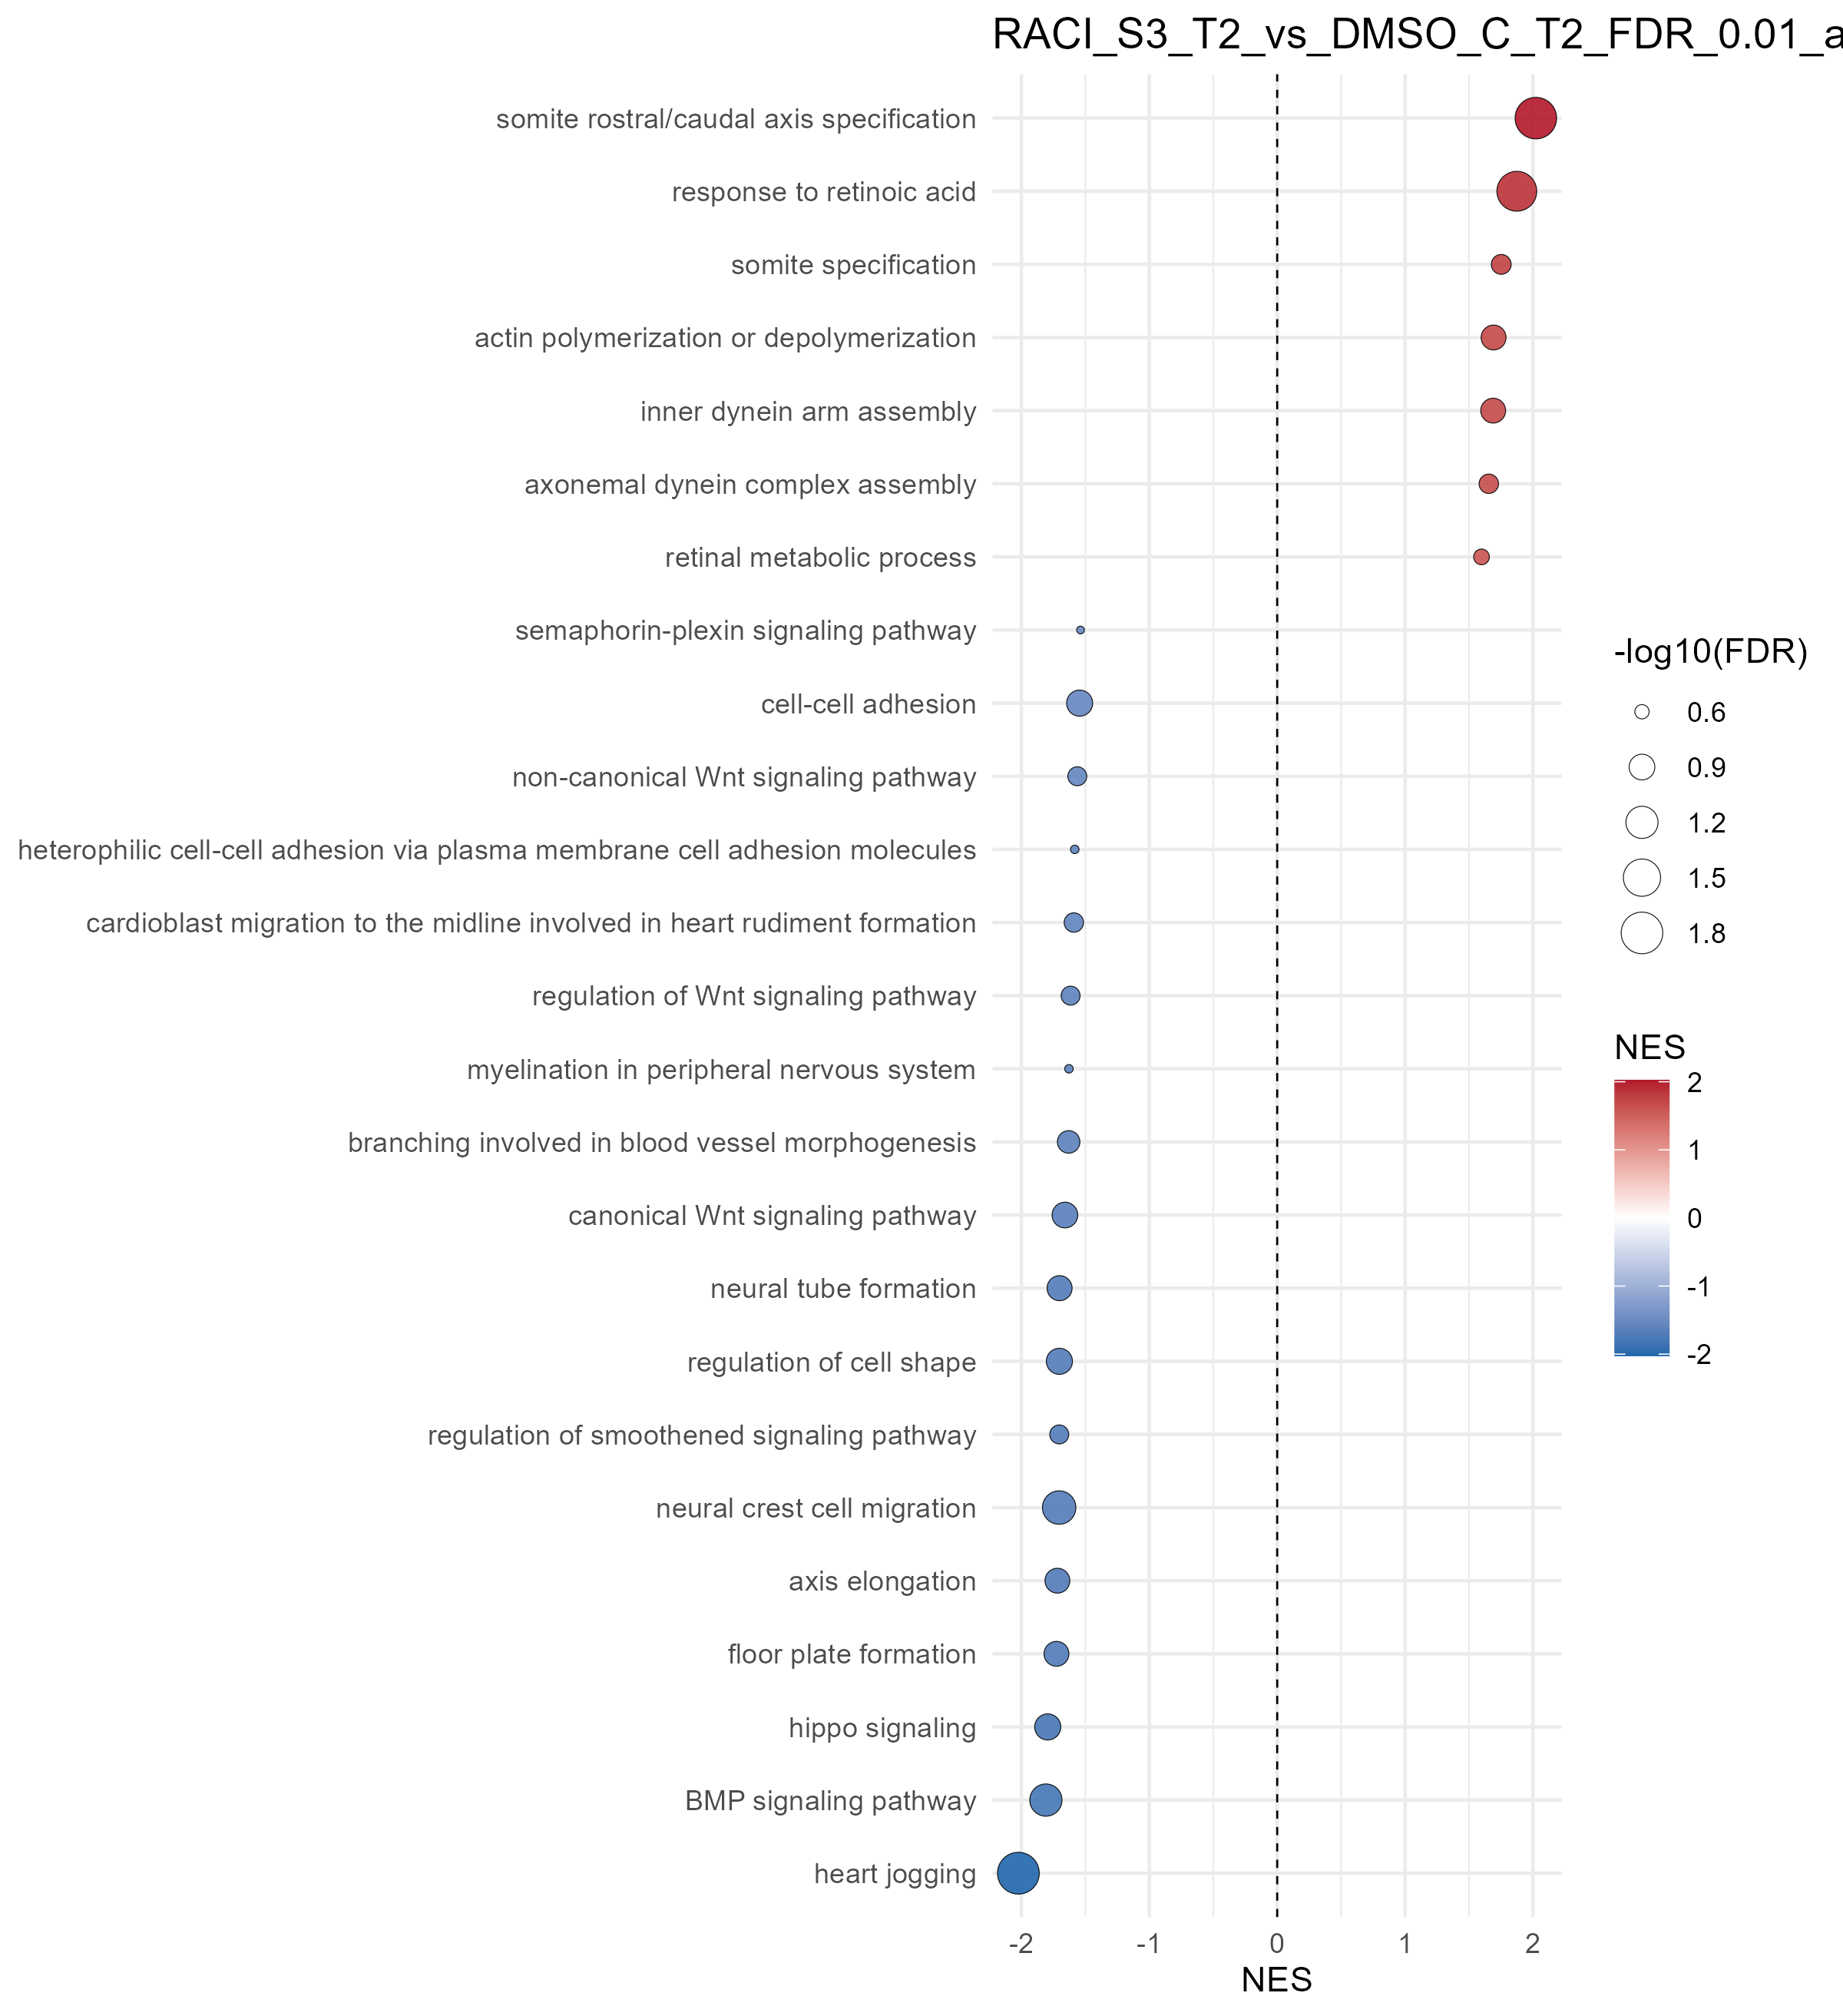 RACI_S3_T2_vs_DMSO_C_T2_FDR_0.01_a
somite rostral/caudal axis specification
response to retinoic acid
somite specification
actin polymerization or depolymerization
inner dynein arm assembly
axonemal dynein complex assembly
retinal metabolic process
semaphorin-plexin signaling pathway
cell-cell adhesion
non-canonical Wnt signaling pathway
heterophilic cell-cell adhesion via plasma membrane cell adhesion molecules
cardioblast migration to the midline involved in heart rudiment formation
regulation of Wnt signaling pathway
myelination in peripheral nervous system
branching involved in blood vessel morphogenesis
canonical Wnt signaling pathway
neural tube formation
regulation of cell shape
regulation of smoothened signaling pathway
neural crest cell migration
axis elongation
floor plate formation
hippo signaling
BMP signaling pathway
heart jogging
-2 -1 0 1 2
NES
-log10(FDR)
0.6
0.9
1.2
1.5
1.8
NES
2
1
0
-1
-2